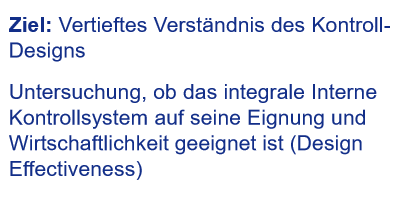 Ziel: Vertieftes Verständnis des Kontroll-
Designs
Untersuchung, ob das integrale Interne
Kontrollsystem auf seine Eignung und
Wirtschaftlichkeit geeignet ist (Design
Effectiveness)